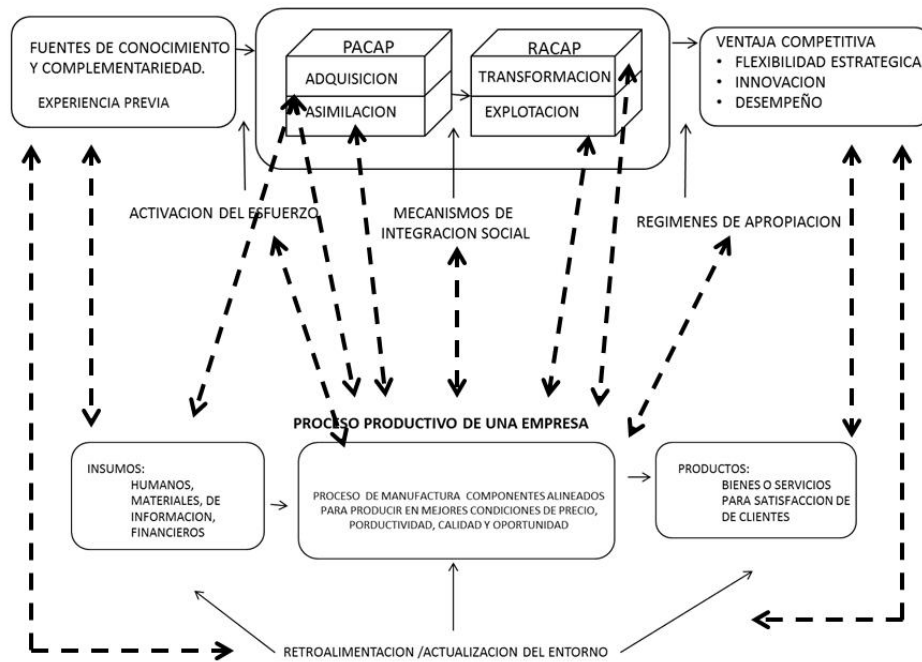 FUENTES DE CONOCIMIENTO
Y COMPLEMENTARIEDAD.
EXPERIENCIA PREVIA
PACAP
ADQUISICION
ASIMILACION
RACAP
TRANSFORMACION
EXPLOTACION
VENTAJA COMPETITIVA
• FLEXIBILIDAD ESTRATEGICA
• INNOVACION
• DESEMPEÑO
ACTIVACION DEL ESFUERZO
MECANISMOS DE
INTEGRACION SOCIAL
REGIMENES DE APROPIACION
PROCESO PRODUCTIVO DE UNA EMPRESA
INSUMOS:
HUMANOS,
MATERIALES, DE
INFORMACION,
FINANCIEROS
PROCESO DE MANUFACTURA COMPONENTES ALINEADOS
PARA PRODUCIR EN MEJORES CONDICIONES DE PRECIO,
PORDUCTIVIDAD, CALIDAD Y OPORTUNIDAD
PRODUCTOS:
BIENES O SERVICIOS
PARA SATISFACCION DE
DE CLIENTES
RETROALIMENTACION /ACTUALIZACION DEL ENTORNO